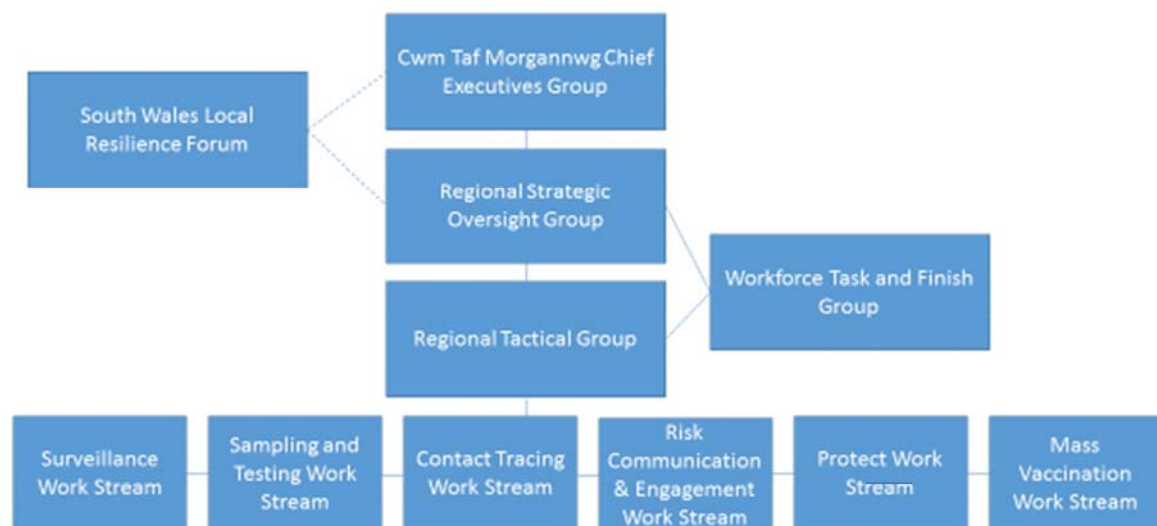 Cwm Taf Morgannwg Chief
Executives Group
South Wales Local
Resilience Forum
Regional Strategic
Oversight Group
Workforce Task and Finish
Group
Regional Tactical Group
Surveillance
Work Stream
Sampling and
Testing Work
Stream
Contact Tracing
Work Stream
Risk
Communication
& Engagement
Work Stream
Protect Work
Stream
Mass
Vaccination
Work Stream